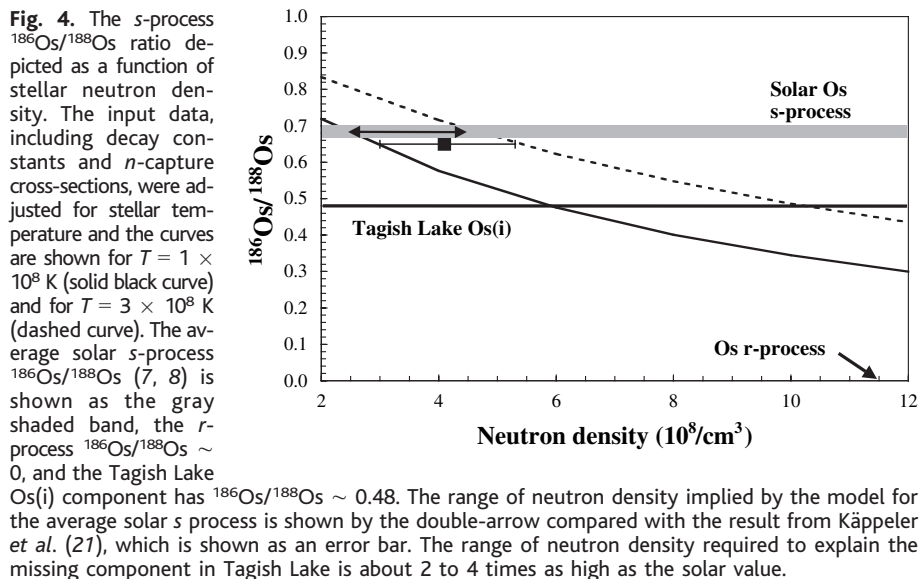 Fig. 4. The s-process
¹⁸⁶Os/¹⁸⁸Os ratio de-
picted as a function of
stellar neutron den-
sity. The input data,
including decay con-
stants and n-capture
cross-sections, were ad-
justed for stellar tem-
perature and the curves
are shown for T = 1 ×
10⁸ K (solid black curve)
and for T = 3 × 10⁸ K
(dashed curve). The av-
erage solar s-process
¹⁸⁶Os/¹⁸⁸Os (7, 8) is
shown as the gray
shaded band, the r-
process ¹⁸⁶Os/¹⁸⁸Os ~
0, and the Tagish Lake
Os(i) component has ¹⁸⁶Os/¹⁸⁸Os ~ 0.48. The range of neutron density implied by the model for
the average solar s process is shown by the double-arrow compared with the result from Käppeler
et al. (21), which is shown as an error bar. The range of neutron density required to explain the
missing component in Tagish Lake is about 2 to 4 times as high as the solar value.
¹⁸⁶Os/¹⁸⁸Os
1.0
0.9
0.8
0.7
0.6
0.5
0.4
0.3
0.2
0.1
0.0
Solar Os
s-process
Tagish Lake Os(i)
Os r-process
2 4 6 8 10 12
Neutron density (10⁸/cm³)